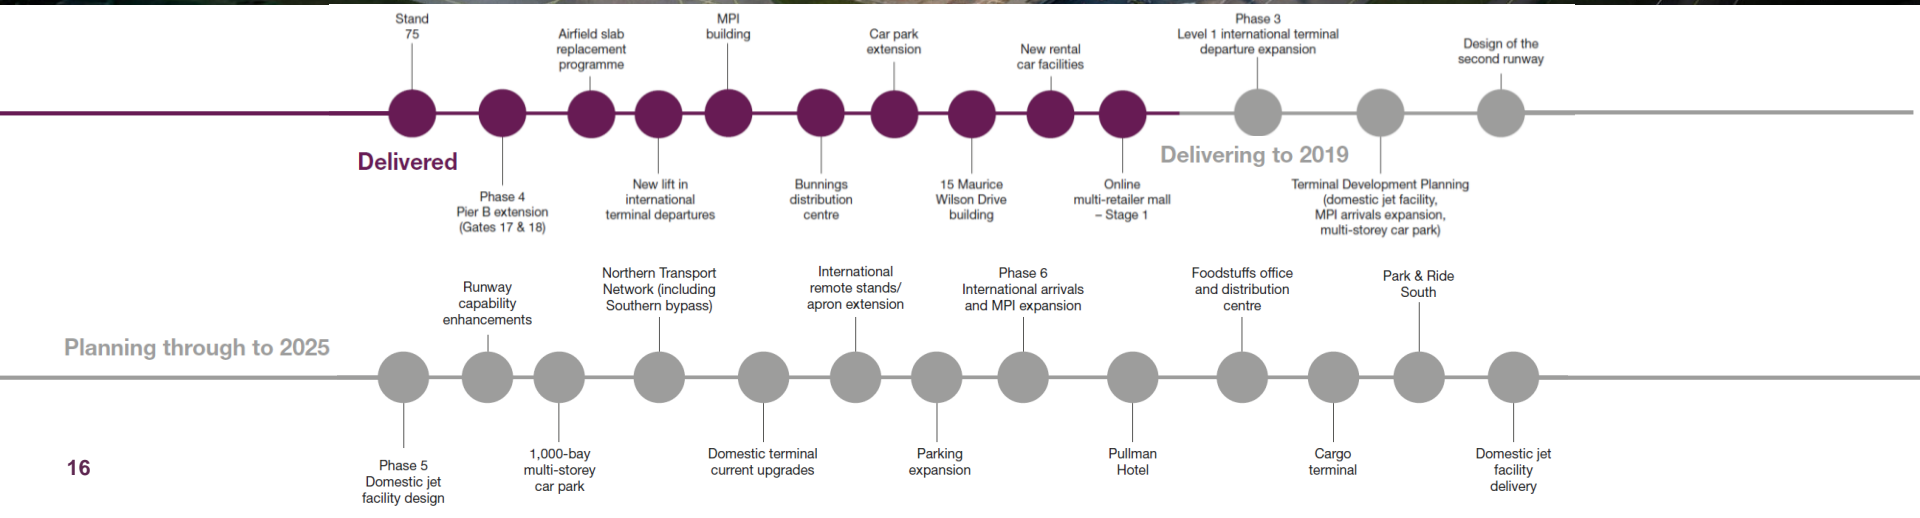 Stand
75
Airfield slab
replacement
programme
MPI
building
Car park
extension
New rental
car facilities
Phase 3
Level 1 international terminal
departure expansion
Design of the
second runway
Delivered
Delivering to 2019
Phase 4
Pier B extension
(Gates 17 & 18)
New lift in
international
terminal departures
Bunnings
distribution
centre
15 Maurice
Wilson Drive
building
Online
multi-retailer mall
– Stage 1
Terminal Development Planning
(domestic jet facility,
MPI arrivals expansion,
multi-storey car park)
Runway
capability
enhancements
Northern Transport
Network (including
Southern bypass)
International
remote stands/
apron extension
Phase 6
International arrivals
and MPI expansion
Foodstuffs office
and distribution
centre
Park & Ride
South
Planning through to 2025
Phase 5
Domestic jet
facility design
1,000-bay
multi-storey
car park
Domestic terminal
current upgrades
Parking
expansion
Pullman
Hotel
Cargo
terminal
Domestic jet
facility
delivery
16